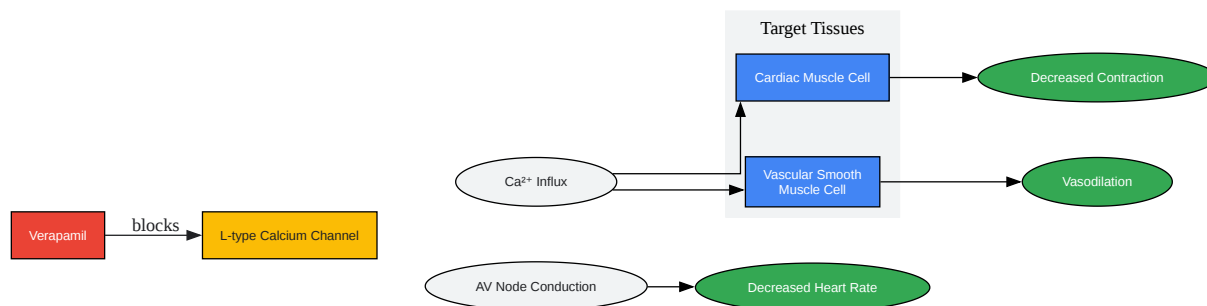 Target Tissues
Cardiac Muscle Cell
Decreased Contraction
Ca²⁺ Influx
Vascular Smooth
Muscle Cell
Vasodilation
Verapamil
blocks
L-type Calcium Channel
AV Node Conduction
Decreased Heart Rate